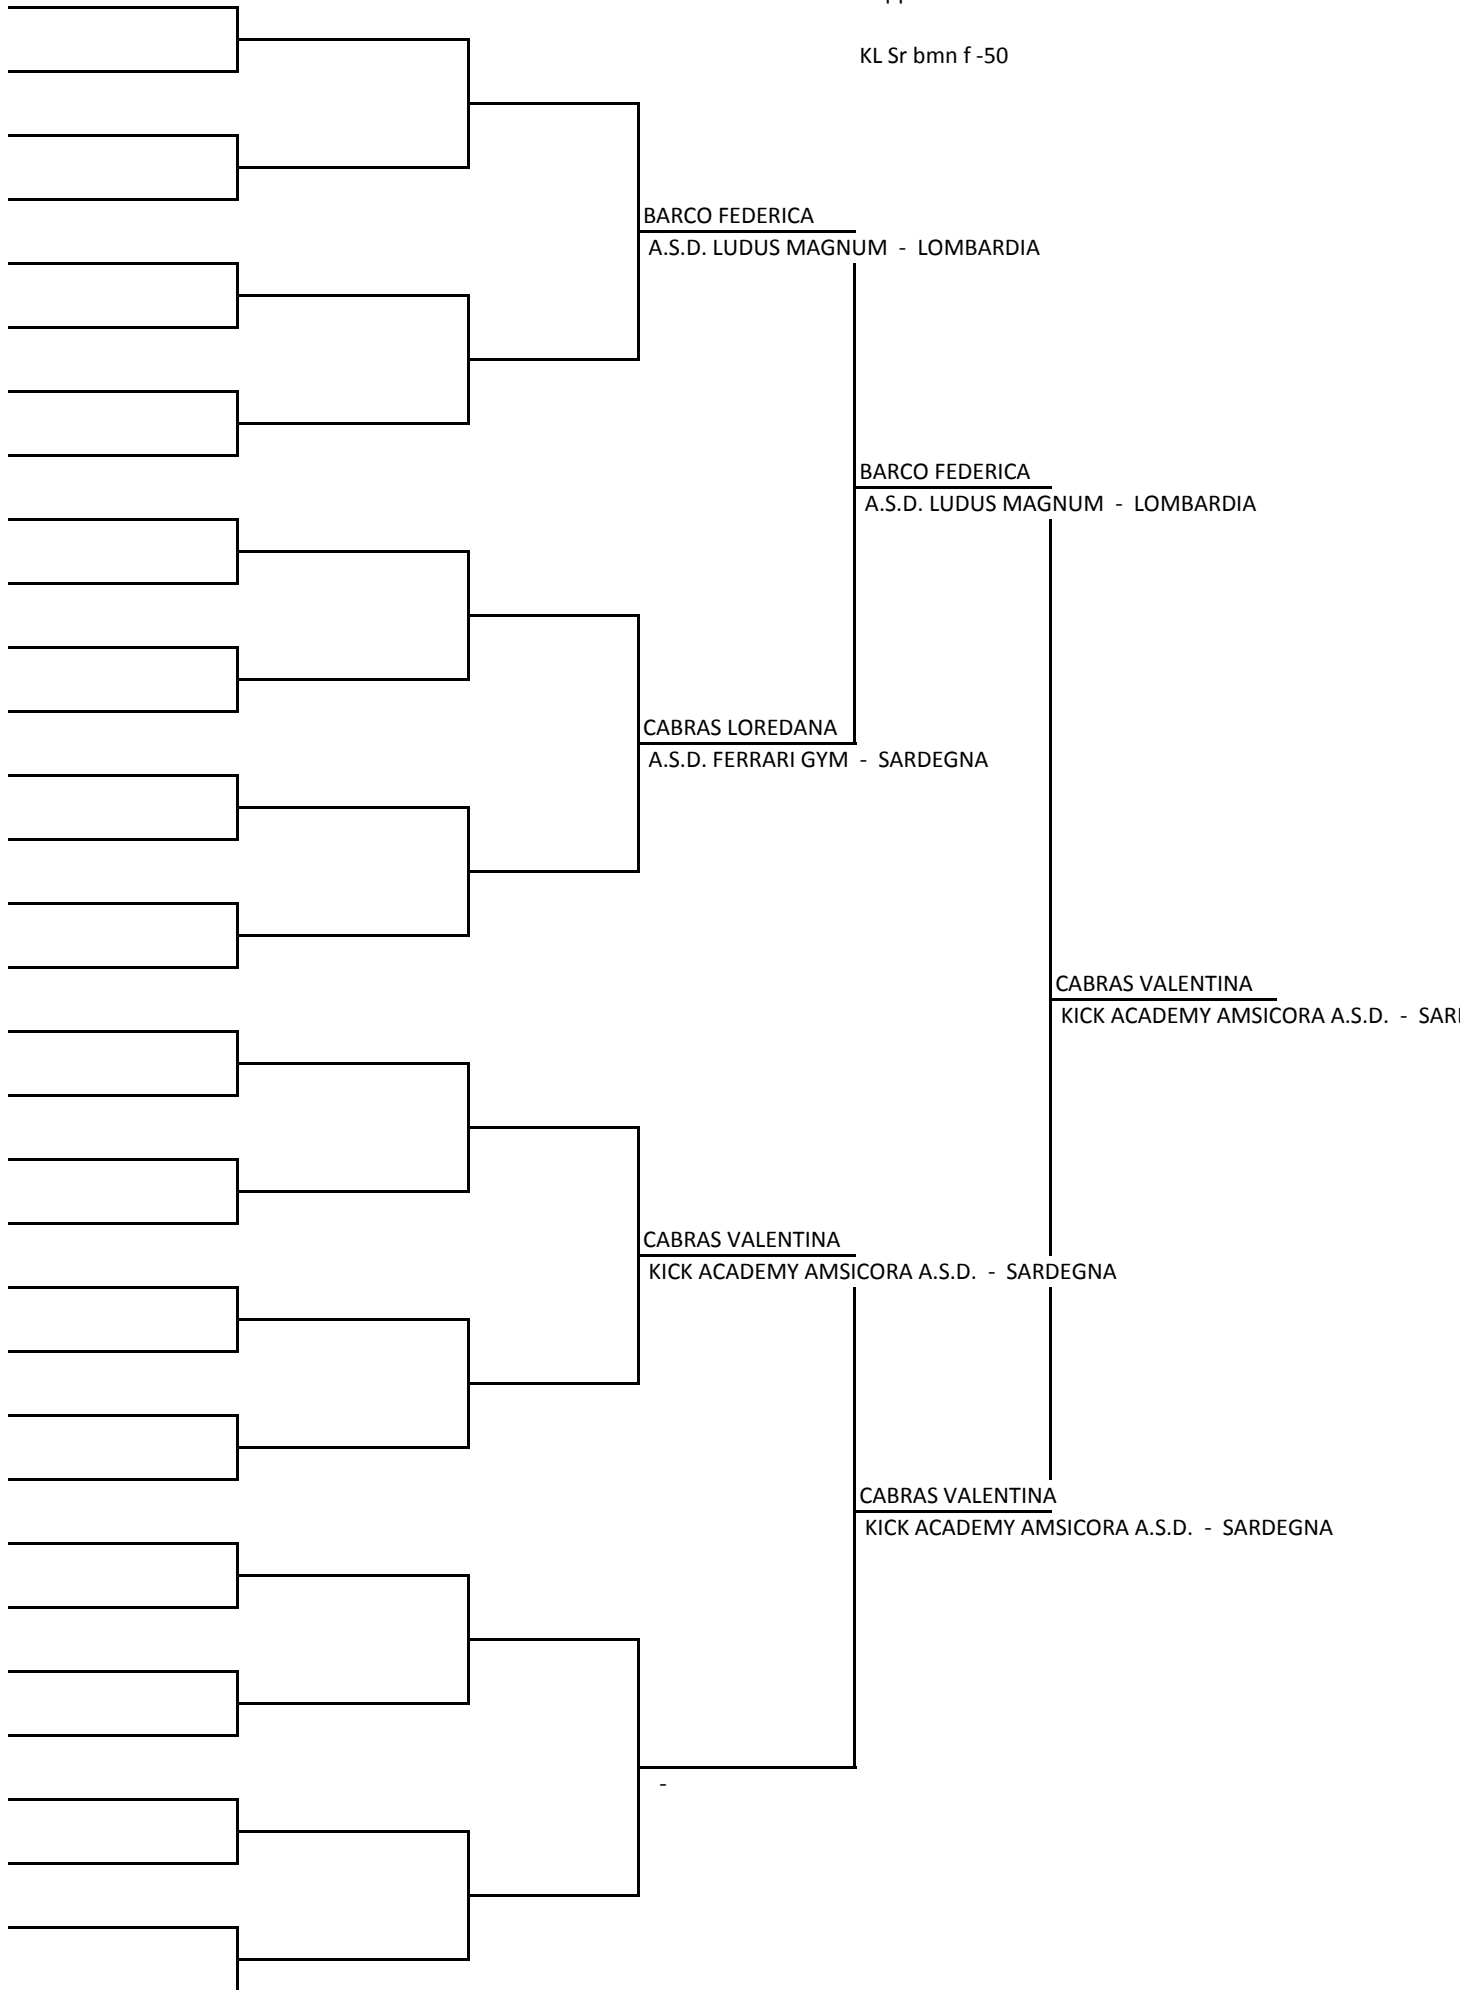 KL Sr bmn f -50
BARCO FEDERICA
A.S.D. LUDUS MAGNUM - LOMBARDIA
BARCO FEDERICA
A.S.D. LUDUS MAGNUM - LOMBARDIA
CABRAS LOREDANA
A.S.D. FERRARI GYM - SARDEGNA
CABRAS VALENTINA
KICK ACADEMY AMSICORA A.S.D. - SAR
CABRAS VALENTINA
KICK ACADEMY AMSICORA A.S.D. - SARDEGNA
CABRAS VALENTINA
KICK ACADEMY AMSICORA A.S.D. - SARDEGNA
-